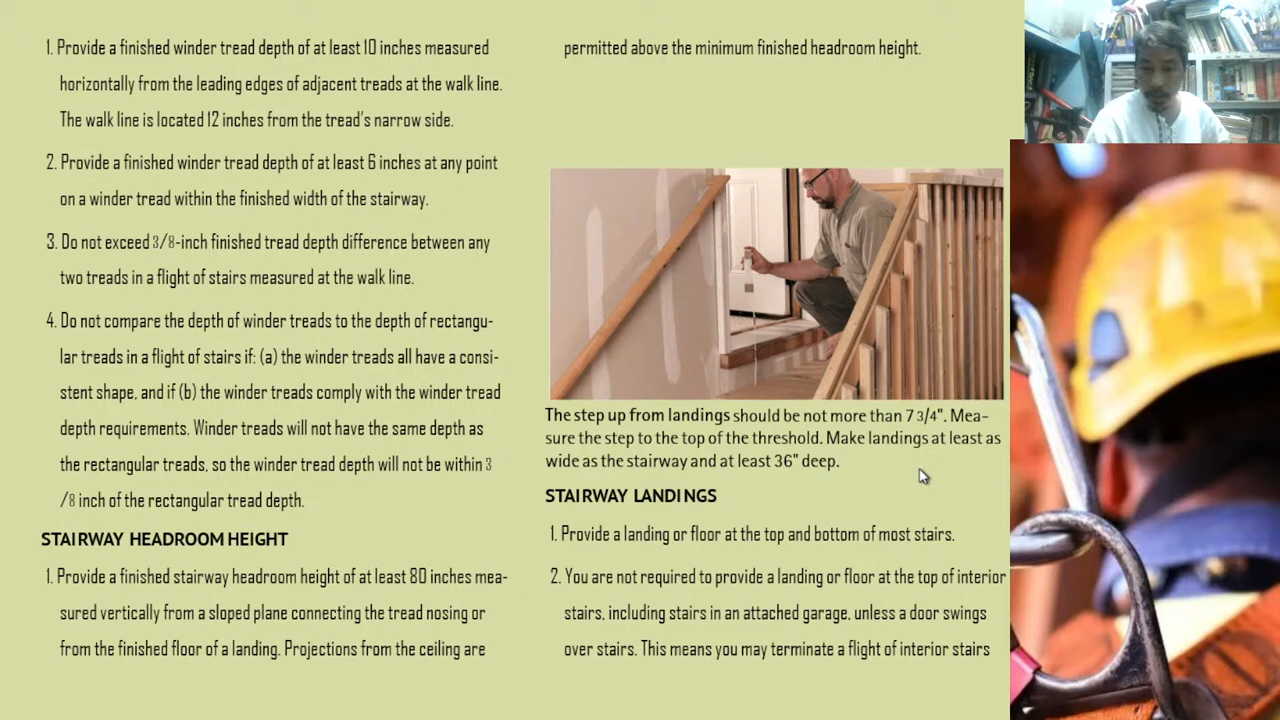 1. Provide a finished winder tread depth of at least 10 inches measured
horizontally from the leading edges of adjacent treads at the walk line.
The walk line is located 12 inches from the tread's narrow side.
2. Provide a finished winder tread depth of at least 6 inches at any point
on a winder tread within the finished width of the stairway.
3. Do not exceed 3/8-inch finished tread depth difference between any
two treads in a flight of stairs measured at the walk line.
4. Do not compare the depth of winder treads to the depth of rectangu-
lar treads in a flight of stairs if: (a) the winder treads all have a consi-
stent shape, and if (b) the winder treads comply with the winder tread
depth requirements. Winder treads will not have the same depth as
the rectangular treads, so the winder tread depth will not be within 3
/8 inch of the rectangular tread depth.
STAIRWAY HEADROOM HEIGHT
1. Provide a finished stairway headroom height of at least 80 inches mea-
sured vertically from a sloped plane connecting the tread nosing or
from the finished floor of a landing. Projections from the ceiling are
permitted above the minimum finished headroom height.
The step up from landings should be not more than 7 3/4". Mea-
sure the step to the top of the threshold. Make landings at least as
wide as the stairway and at least 36" deep.
STAIRWAY LANDINGS
1. Provide a landing or floor at the top and bottom of most stairs.
2. You are not required to provide a landing or floor at the top of interior
stairs, including stairs in an attached garage, unless a door swings
over stairs. This means you may terminate a flight of interior stairs